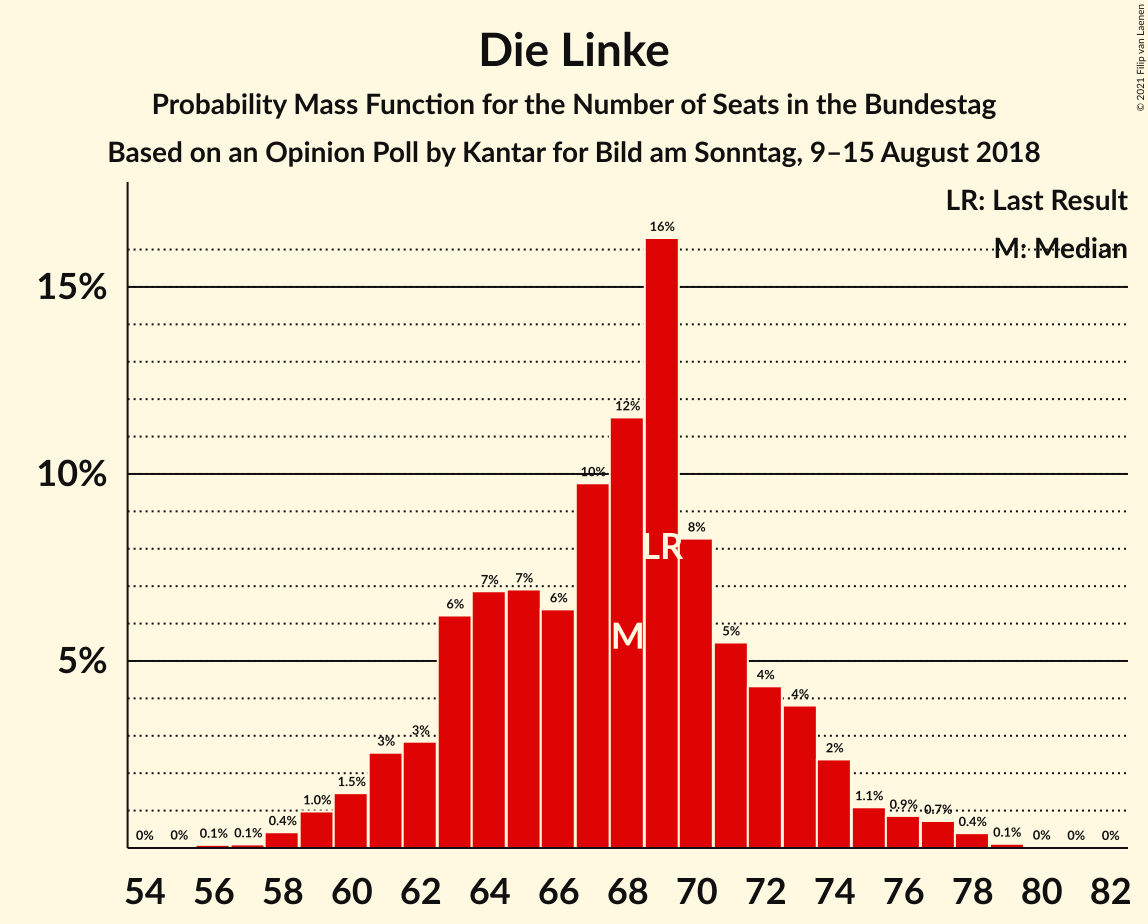 Die Linke
Probability Mass Function for the Number of Seats in the Bundestag
Based on an Opinion Poll by Kantar for Bild am Sonntag, 9–15 August 2018
© 2021 Filip van Laenen
LR: Last Result
M: Median
15%
10%
5%
0% 0% 0.1% 0.1% 0.4% 1.0% 1.5% 3% 3% 6% 7% 7% 6% 10% 12% 16% 8% 5% 4% 4% 2% 1.1% 0.9% 0.7% 0.4% 0.1% 0% 0% 0%
LR
M
54 56 58 60 62 64 66 68 70 72 74 76 78 80 82